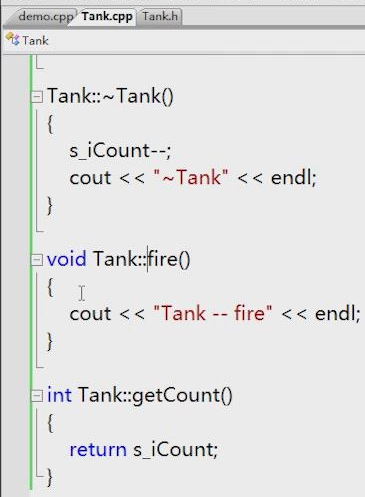 demo.cpp Tank.cpp Tank.h
Tank
Tank::~Tank()
{
s_iCount--;
cout << "~Tank" << endl;
}
void Tank::fire()
{
cout << "Tank -- fire" << endl;
}
int Tank::getCount()
{
return s_iCount;
}